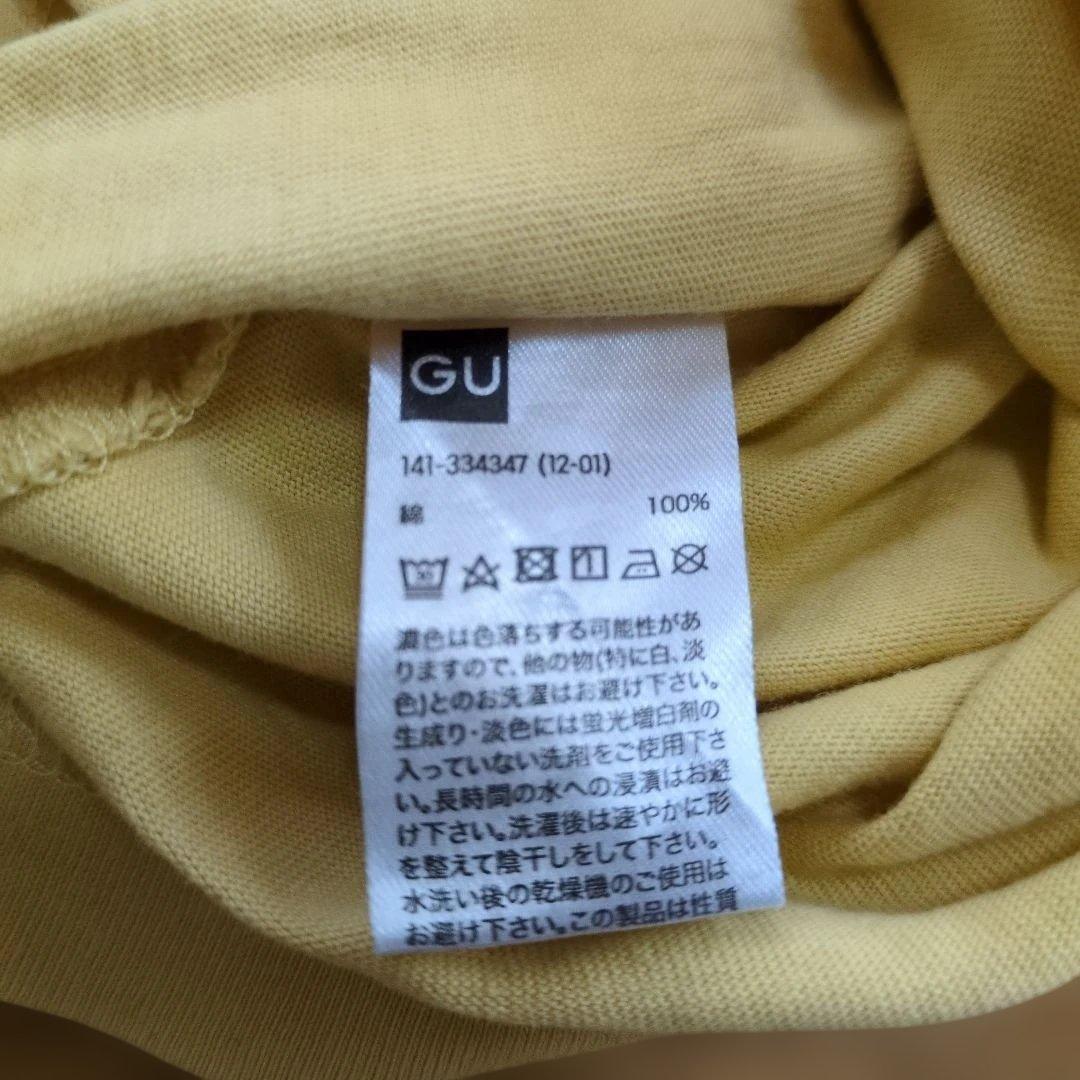 GU
141-334347 (12-01)
綿 100%
濃色は色落ちする可能性があ
りますので、他の物(特に白、淡
色)とのお洗濯はお避け下さい。
生成り・淡色には蛍光増白剤の
入っていない洗剤をご使用下さ
い。長時間の水への浸漬はお避
け下さい。洗濯後は速やかに形
を整えて陰干しをして下さい。
水洗い後の乾燥機のご使用は
お避け下さい。この製品は性質